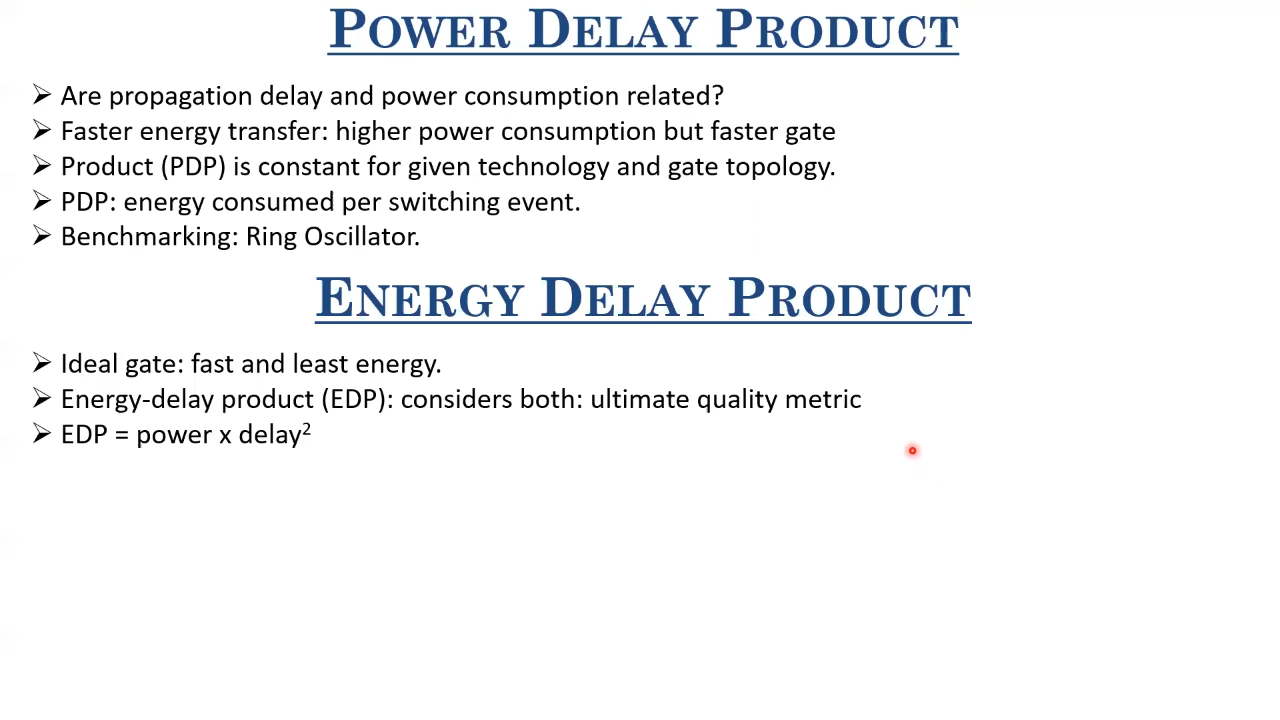 POWER DELAY PRODUCT
➢ Are propagation delay and power consumption related?
➢ Faster energy transfer: higher power consumption but faster gate
➢ Product (PDP) is constant for given technology and gate topology.
➢ PDP: energy consumed per switching event.
➢ Benchmarking: Ring Oscillator.
ENERGY DELAY PRODUCT
➢ Ideal gate: fast and least energy.
➢ Energy-delay product (EDP): considers both: ultimate quality metric
➢ EDP = power x delay²